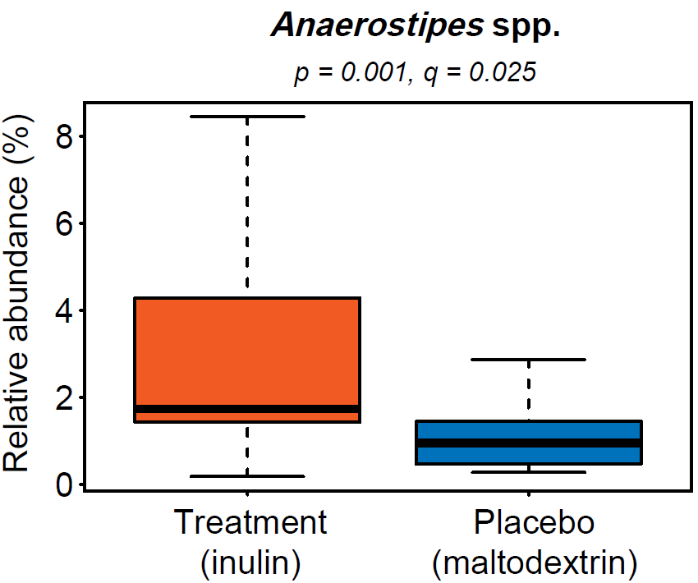 Anaerostipes spp.
p = 0.001, q = 0.025
Relative abundance (%)
8
6
4
2
0
Treatment
(inulin)
Placebo
(maltodextrin)